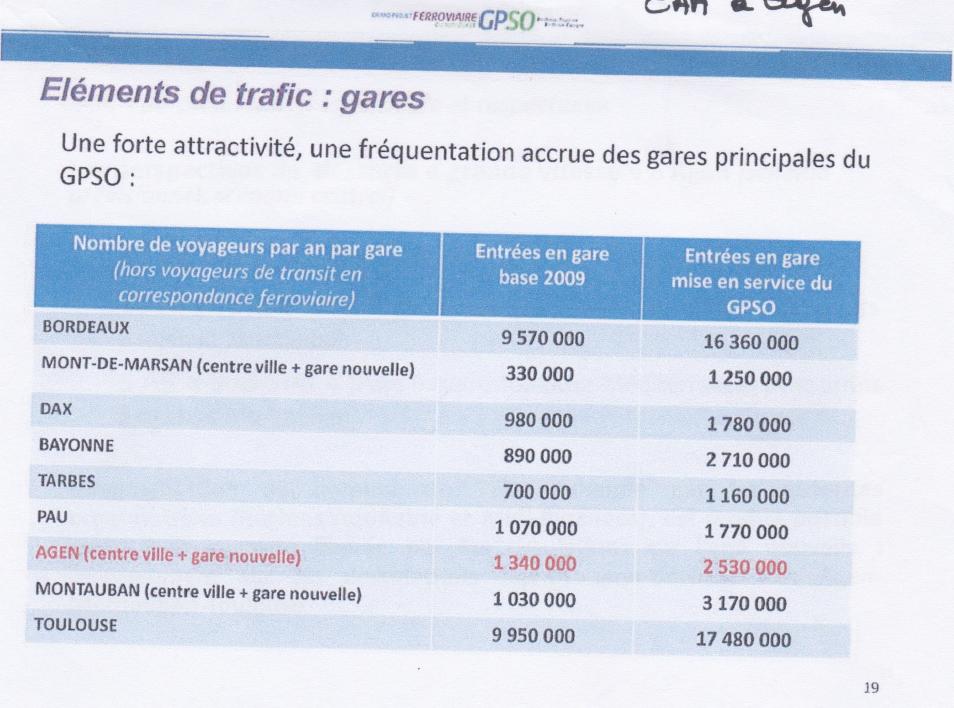 GRAND PROJET FERROVIAIRE GPSO
Eléments de trafic : gares
Une forte attractivité, une fréquentation accrue des gares principales du
GPSO :
Nombre de voyageurs par an par gare
(hors voyageurs de transit en
correspondance ferroviaire)
Entrées en gare
base 2009
Entrées en gare
mise en service du
GPSO
BORDEAUX 9 570 000 16 360 000
MONT-DE-MARSAN (centre ville + gare nouvelle) 330 000 1 250 000
DAX 980 000 1 780 000
BAYONNE 890 000 2 710 000
TARBES 700 000 1 160 000
PAU 1 070 000 1 770 000
AGEN (centre ville + gare nouvelle) 1 340 000 2 530 000
MONTAUBAN (centre ville + gare nouvelle) 1 030 000 3 170 000
TOULOUSE 9 950 000 17 480 000
19